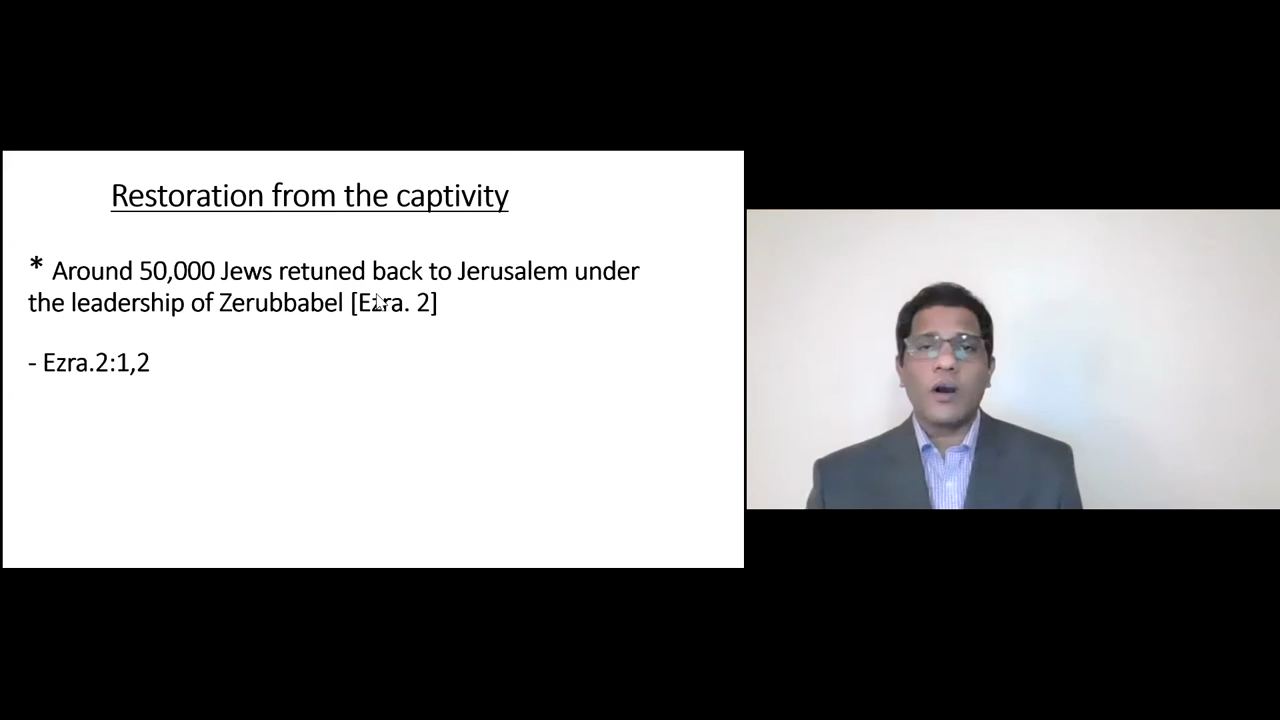 Restoration from the captivity
* Around 50,000 Jews retuned back to Jerusalem under
the leadership of Zerubbabel [Ezra. 2]
- Ezra.2:1,2